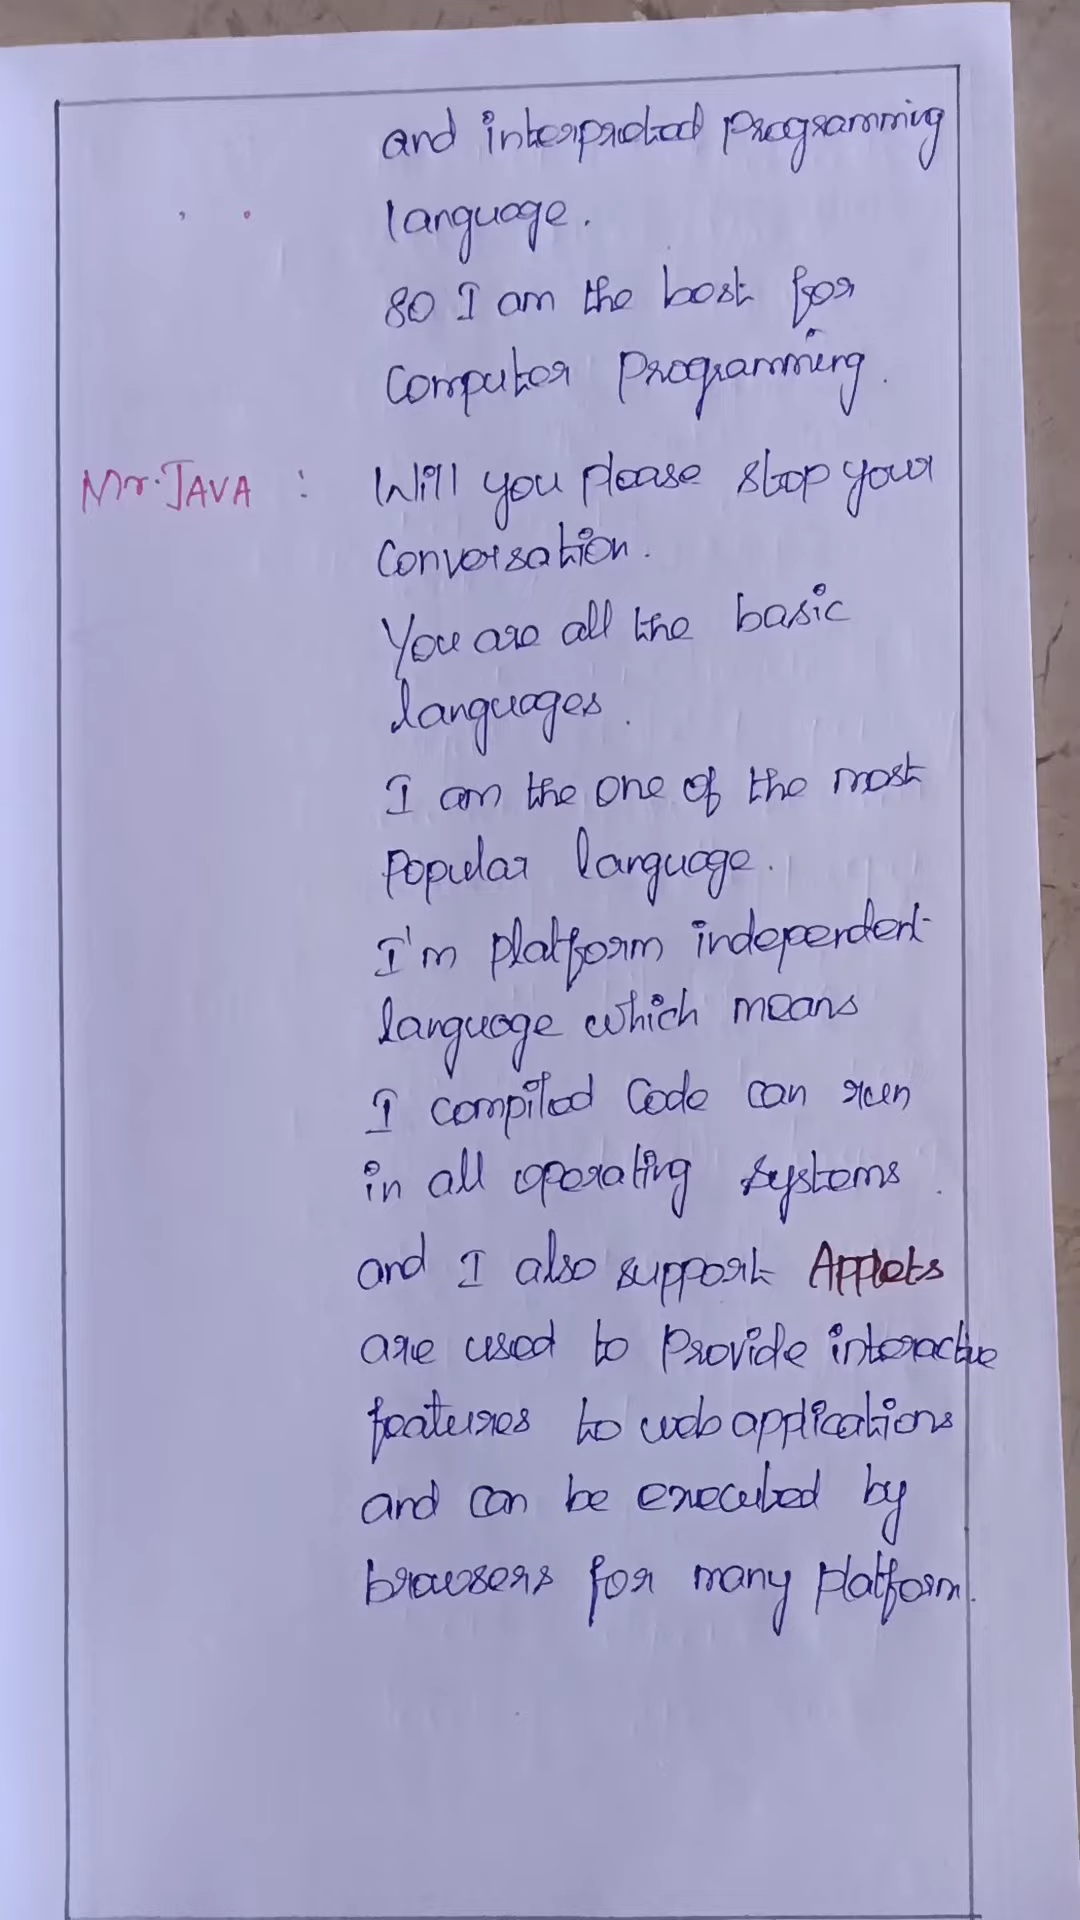 and interpreted programming
language.
So I am the best for
Computer Programming.
Mr. JAVA : Will you please stop your
Conversation.
You are all the basic
languages.
I am the one of the most
Popular language.
I'm platform independent
language which means
I compiled Code can run
in all operating systems.
and I also support Applets
are used to Provide interactive
features to web applications
and can be executed by
browsers for many platform.